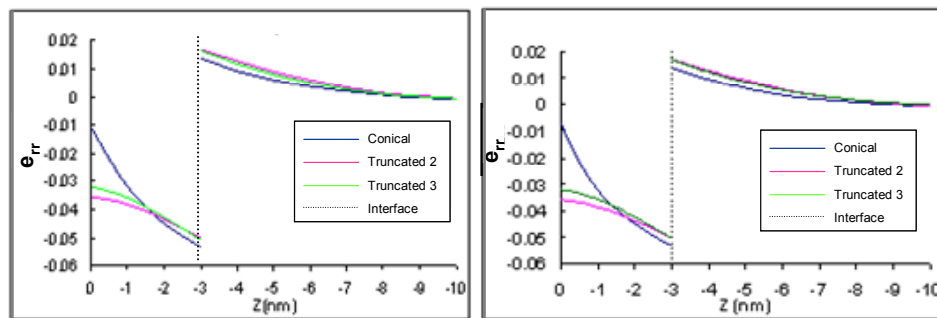 0.02
0.01
0
-0.01
-0.02
-0.03
-0.04
-0.05
-0.06
e_rr
Conical
Truncated 2
Truncated 3
Interface
0 -1 -2 -3 -4 -5 -6 -7 -8 -9 -10
Z (nm)
0.02
0.01
0
-0.01
-0.02
-0.03
-0.04
-0.05
-0.06
e_rr
Conical
Truncated 2
Truncated 3
Interface
0 -1 -2 -3 -4 -5 -6 -7 -8 -9 -10
Z (nm)